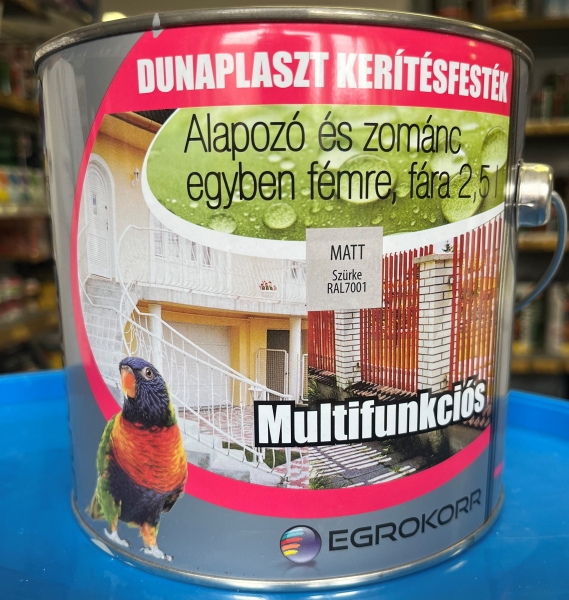 DUNAPLASZT KERÍTÉSFESTÉK
Alapozó és zománc
egyben fémre, fára 2,5 l
MATT
Szürke
RAL7001
Multifunkciós
EGROKORR